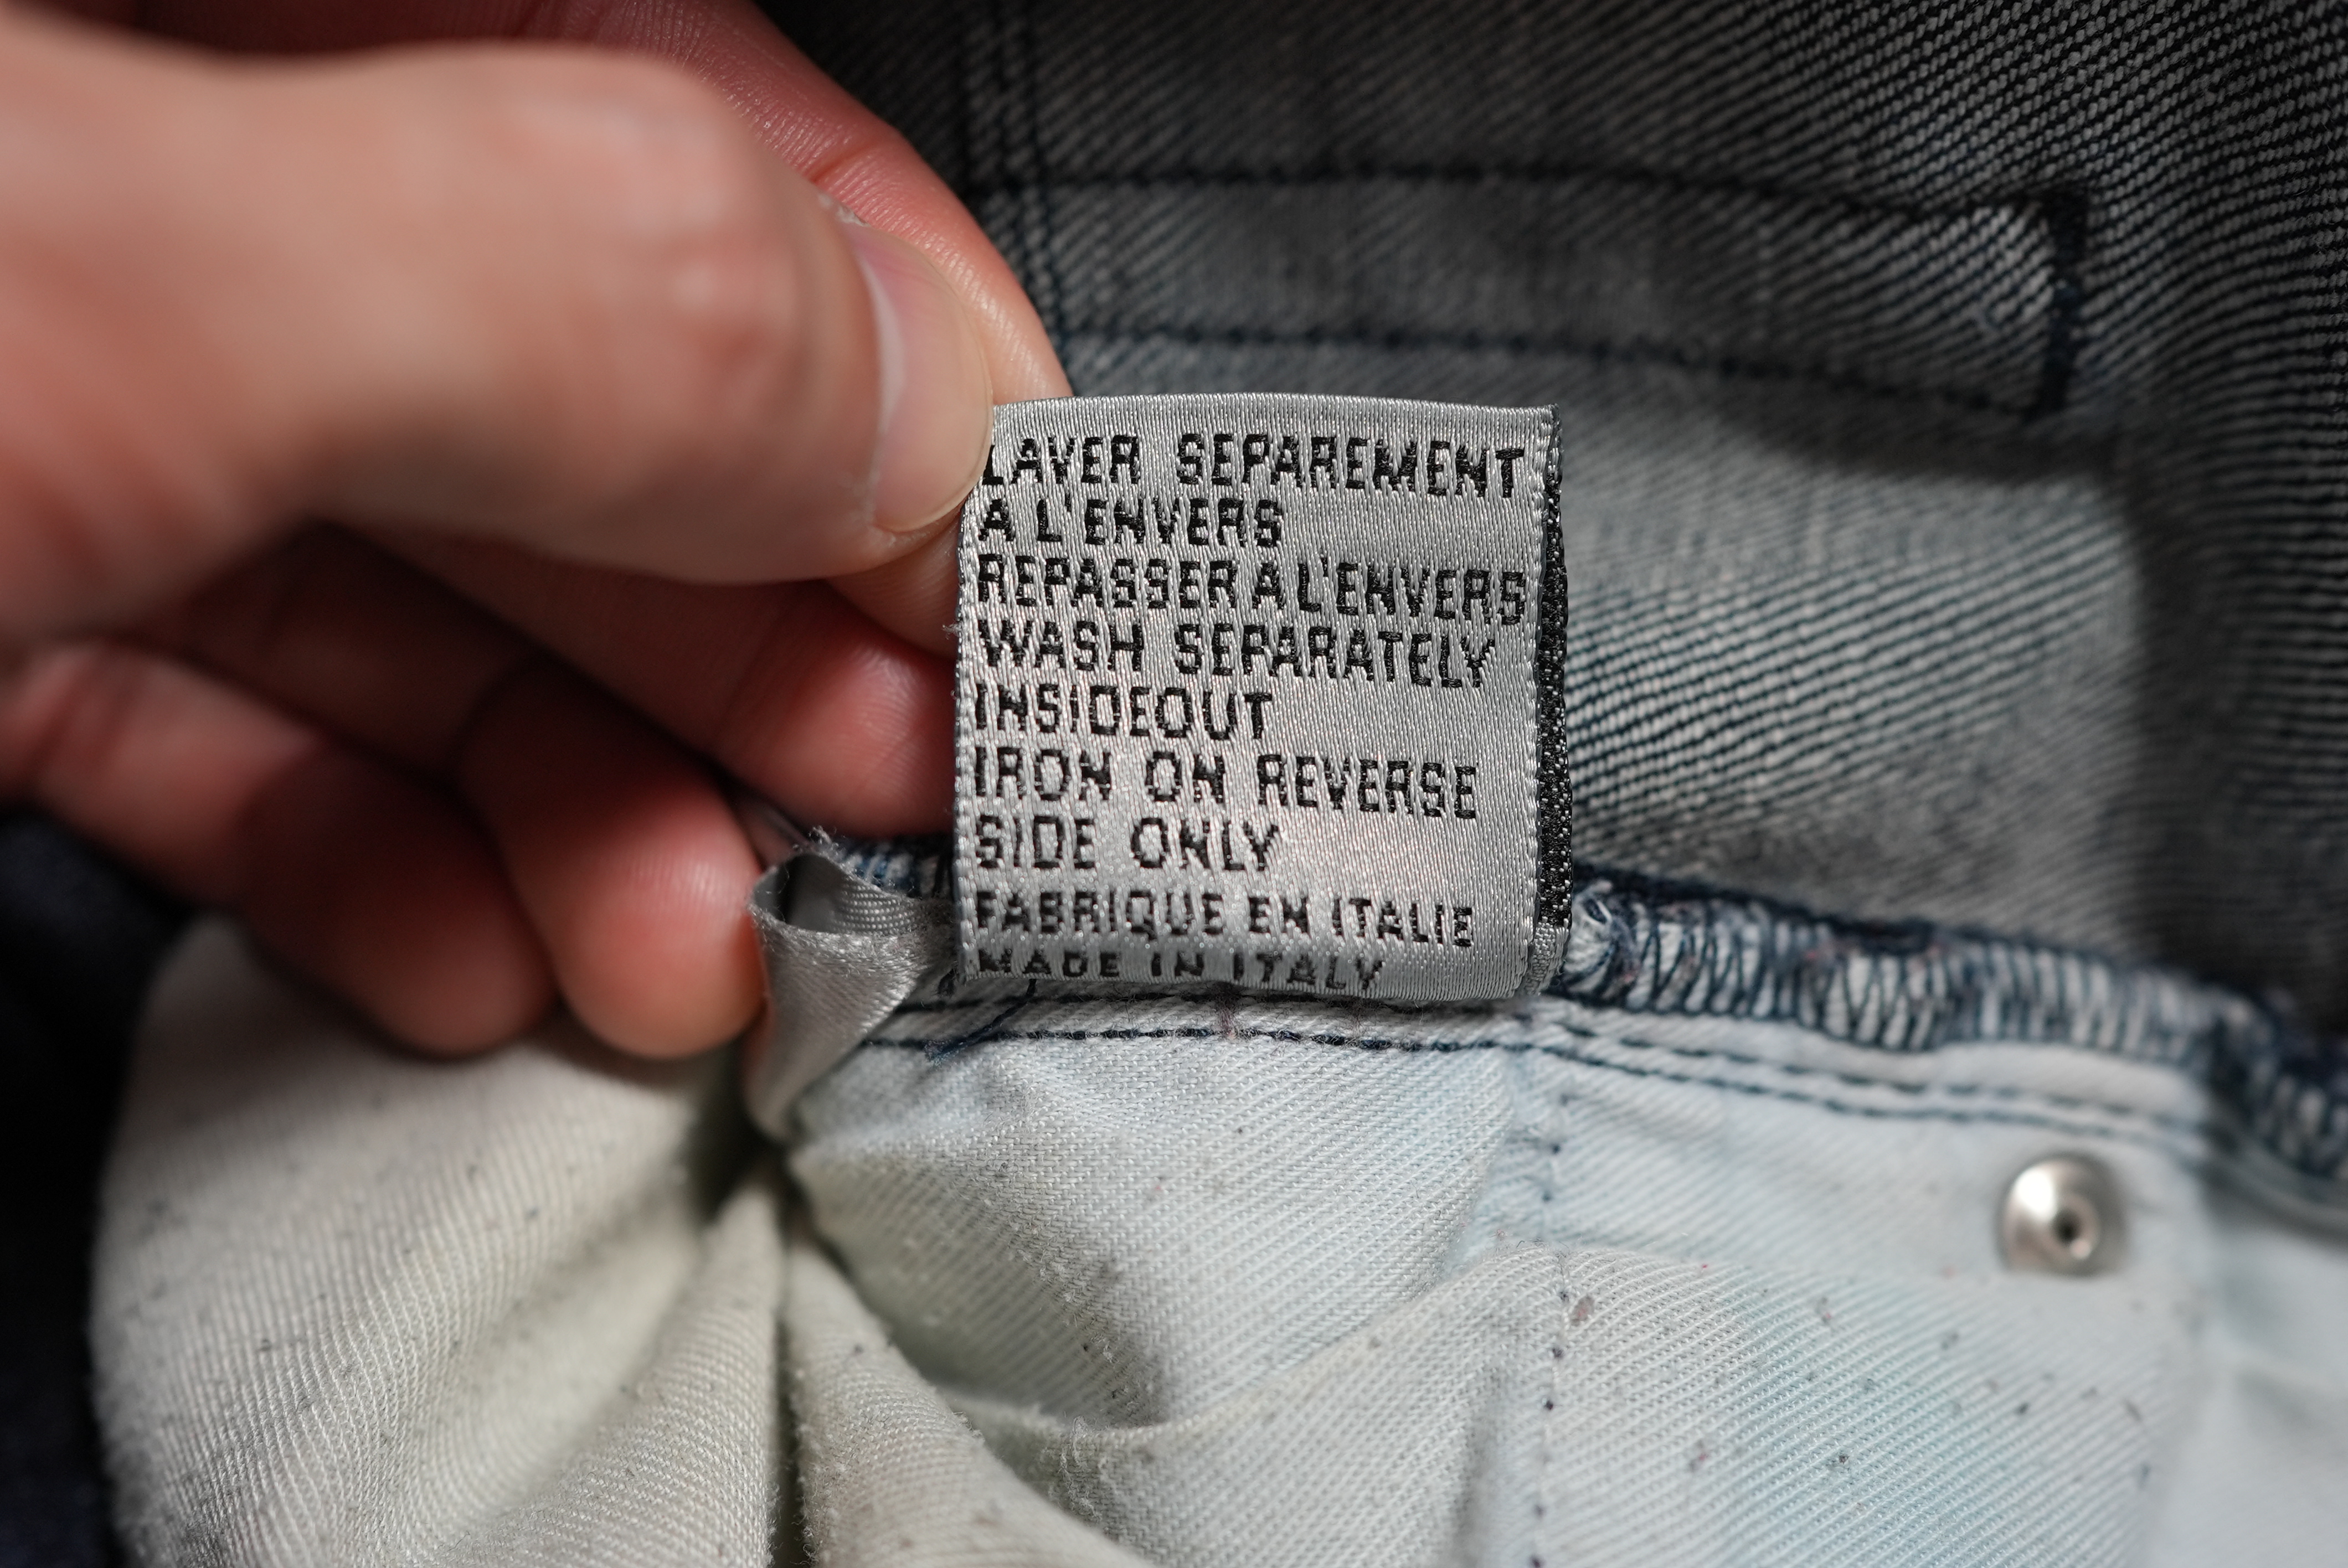 LAVER SEPAREMENT
A L'ENVERS
REPASSER A L'ENVERS
WASH SEPARATELY
INSIDEOUT
IRON ON REVERSE
SIDE ONLY
FABRIQUE EN ITALIE
MADE IN ITALY